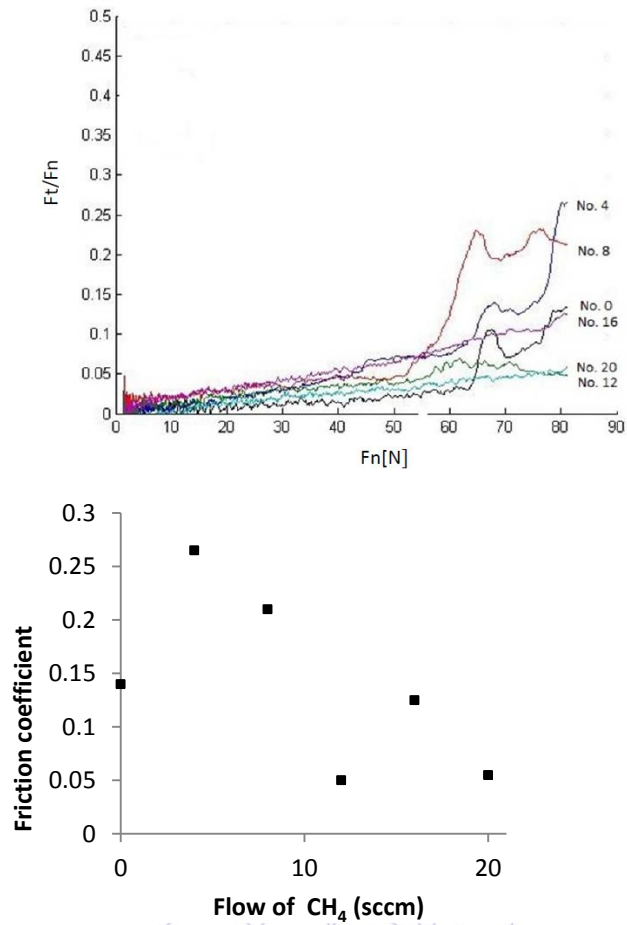 0.5
0.45
0.4
0.35
0.3
0.25
0.2
0.15
0.1
0.05
0
Ft/Fn
No. 4
No. 8
No. 0
No. 16
No. 20
No. 12
0 10 20 30 40 50 60 70 80 90
Fn[N]
0.3
0.25
0.2
0.15
0.1
0.05
0
Friction coefficient
0 10 20
Flow of CH₄ (sccm)